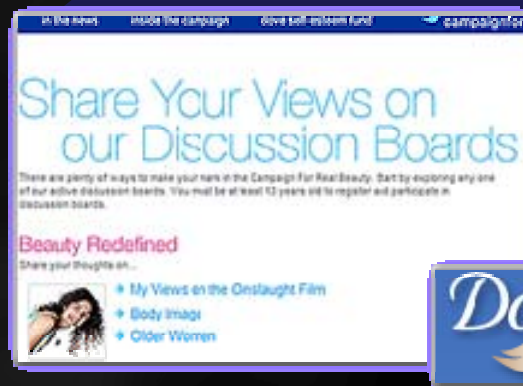 in the news inside the campaign dove self-esteem fund campaignfor
Share Your Views on
our Discussion Boards
There are plenty of ways to make your mark in the Campaign For Real Beauty. Start by exploring any one
of our active discussion boards. You must be at least 13 years old to register and participate in
discussion boards.
Beauty Redefined
Share your thoughts on...
My Views on the Onslaught Film
Body Image
Older Women
Do